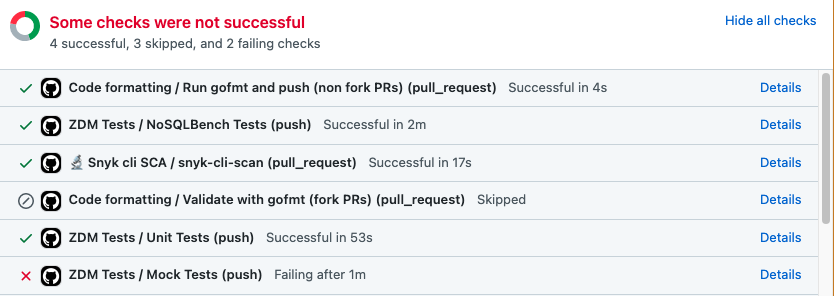 Some checks were not successful
Hide all checks
4 successful, 3 skipped, and 2 failing checks
Code formatting / Run gofmt and push (non fork PRs) (pull_request) Successful in 4s Details
ZDM Tests / NoSQLBench Tests (push) Successful in 2m Details
🔬 Snyk cli SCA / snyk-cli-scan (pull_request) Successful in 17s Details
Code formatting / Validate with gofmt (fork PRs) (pull_request) Skipped Details
ZDM Tests / Unit Tests (push) Successful in 53s Details
ZDM Tests / Mock Tests (push) Failing after 1m Details